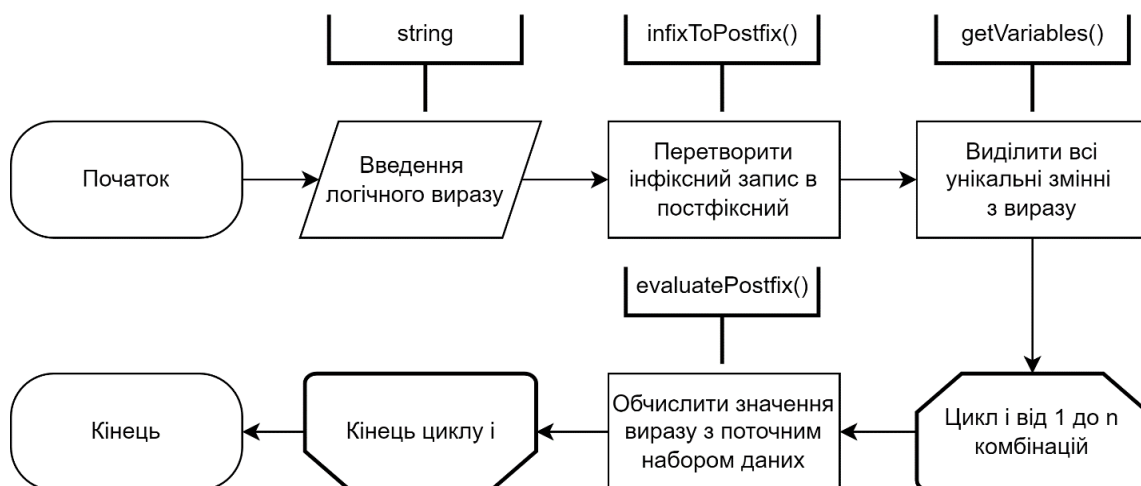 string
infixToPostfix()
getVariables()
Початок
Введення
логічного виразу
Перетворити
інфіксний запис в
постфіксний
Виділити всі
унікальні змінні
з виразу
evaluatePostfix()
Кінець
Кінець циклу і
Обчислити значення
виразу з поточним
набором даних
Цикл і від 1 до n
комбінацій